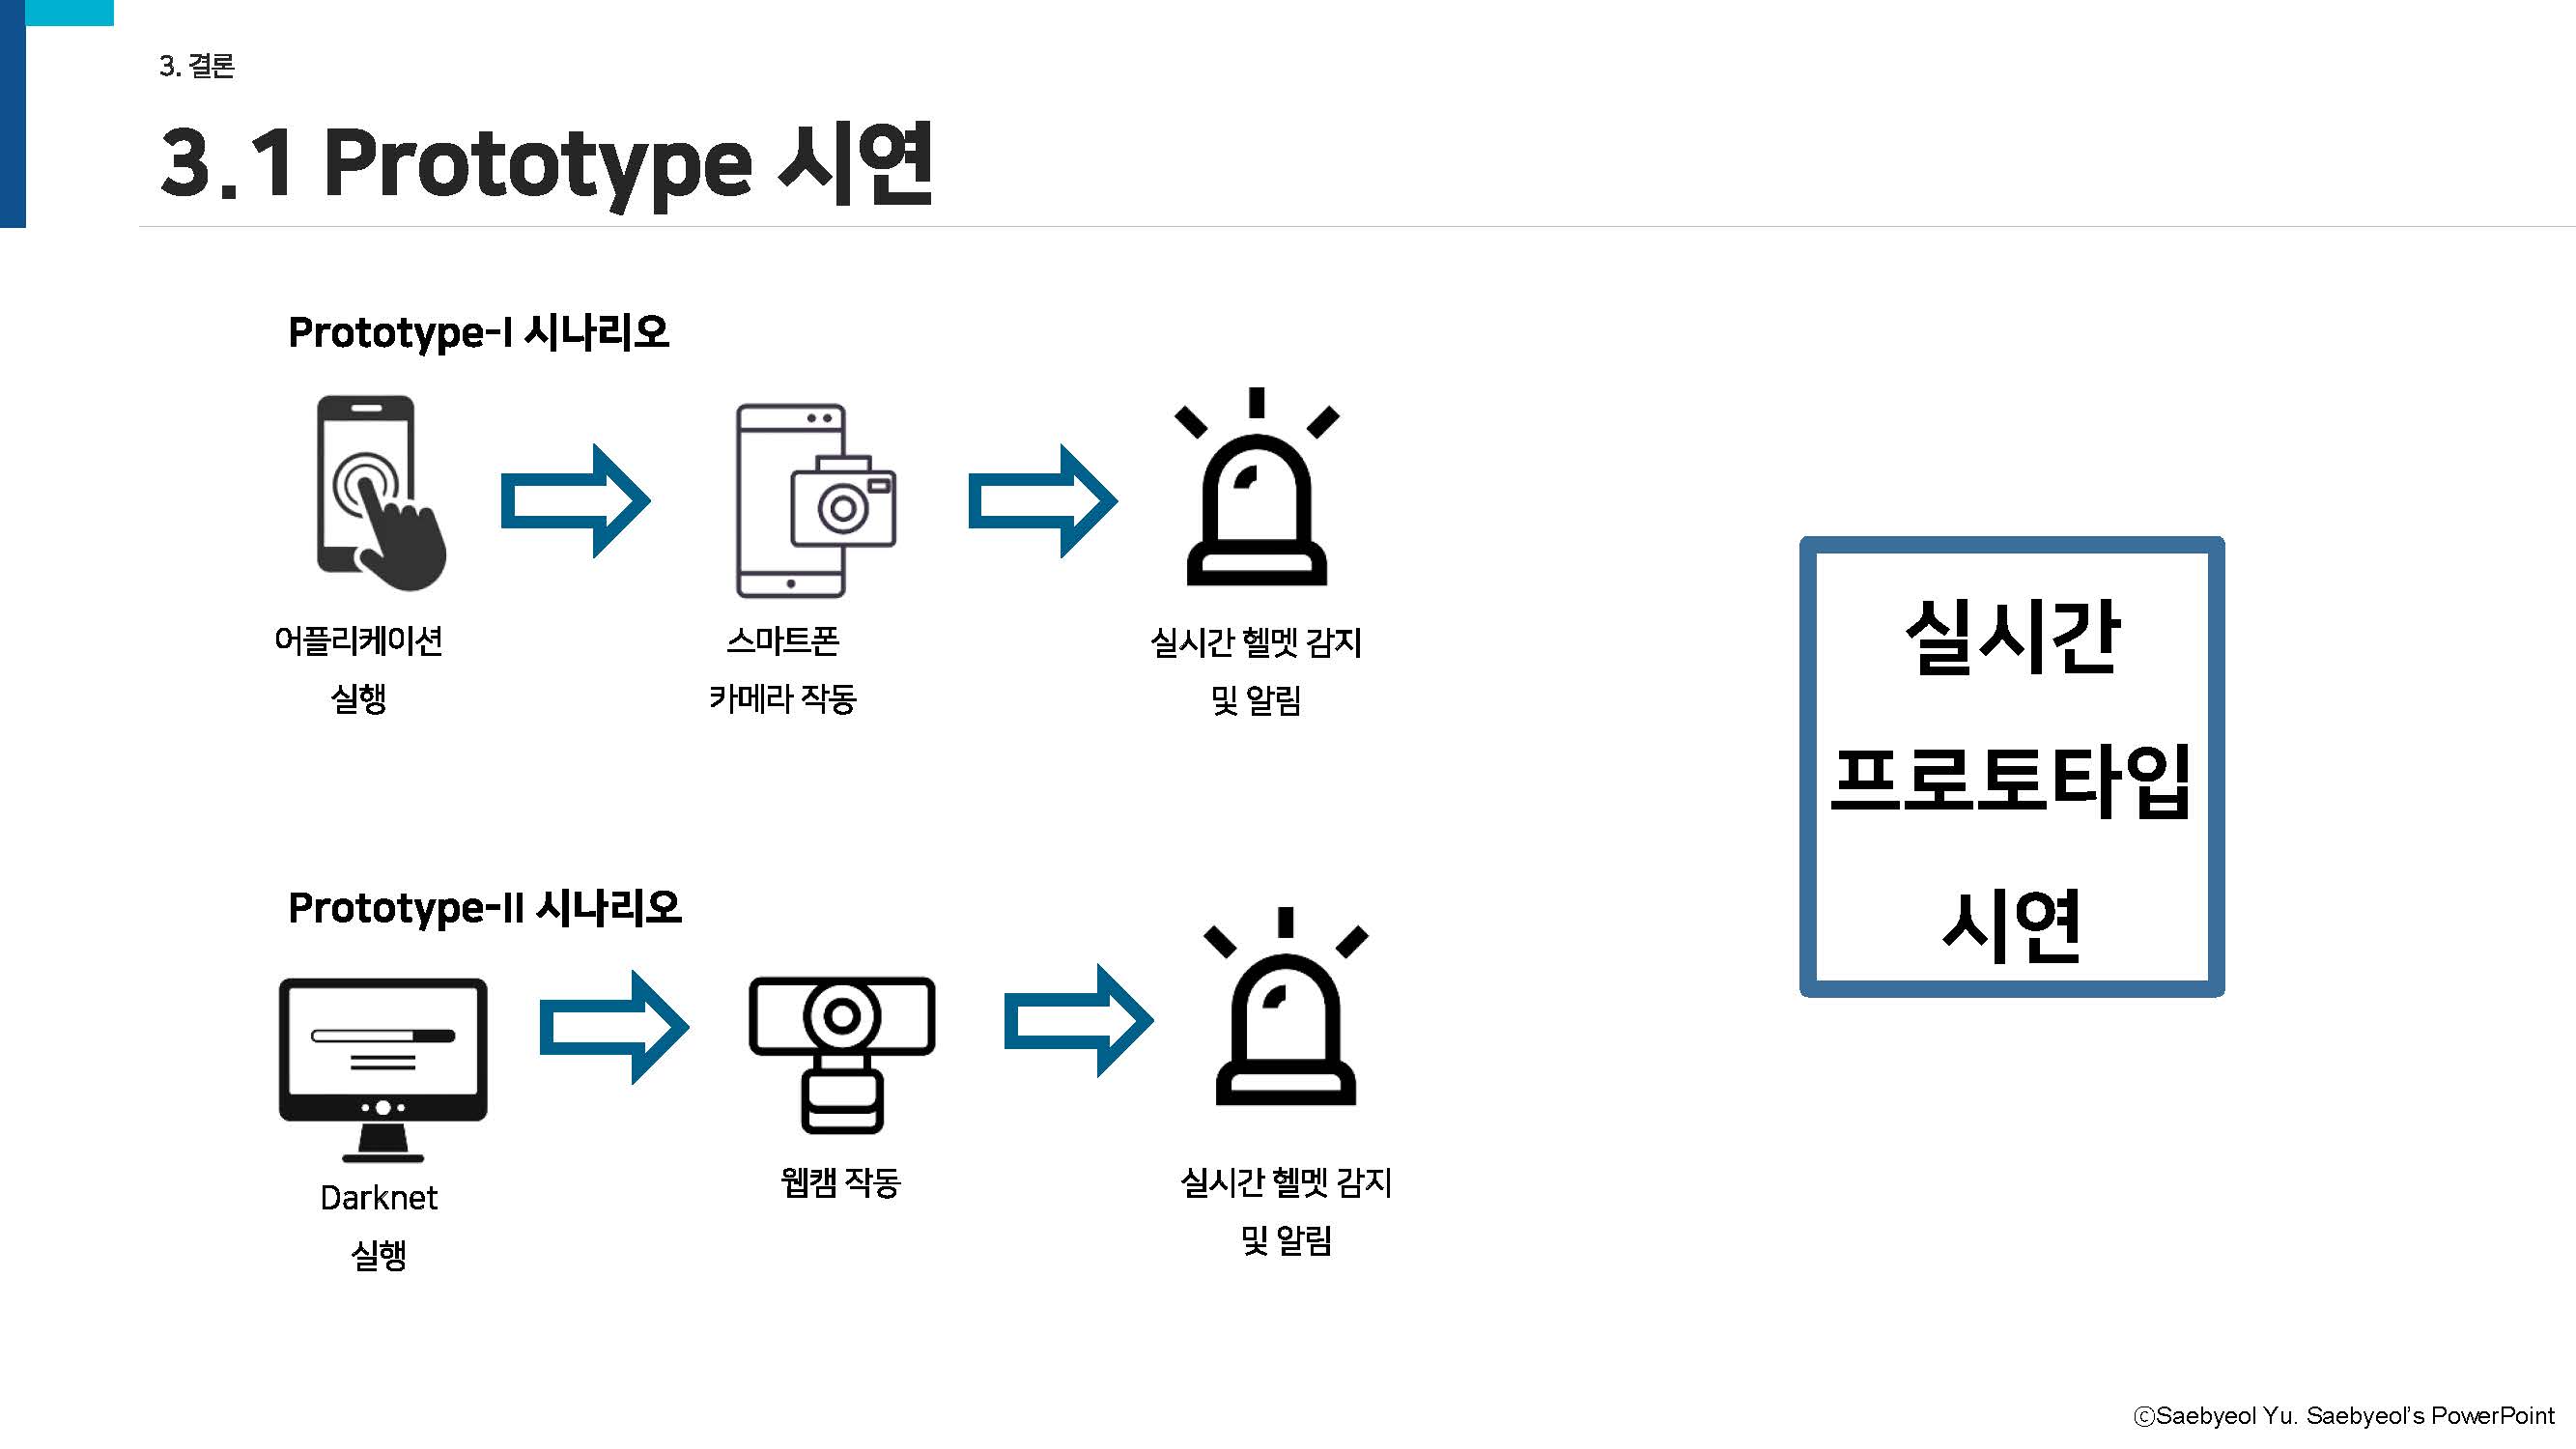 3. 결론
3.1 Prototype 시연
Prototype-I 시나리오
어플리케이션
실행
스마트폰
카메라 작동
실시간 헬멧 감지
및 알림
Prototype-II 시나리오
Darknet
실행
웹캠 작동
실시간 헬멧 감지
및 알림
실시간
프로토타입
시연
ⓒSaebyeol Yu. Saebyeol’s PowerPoint